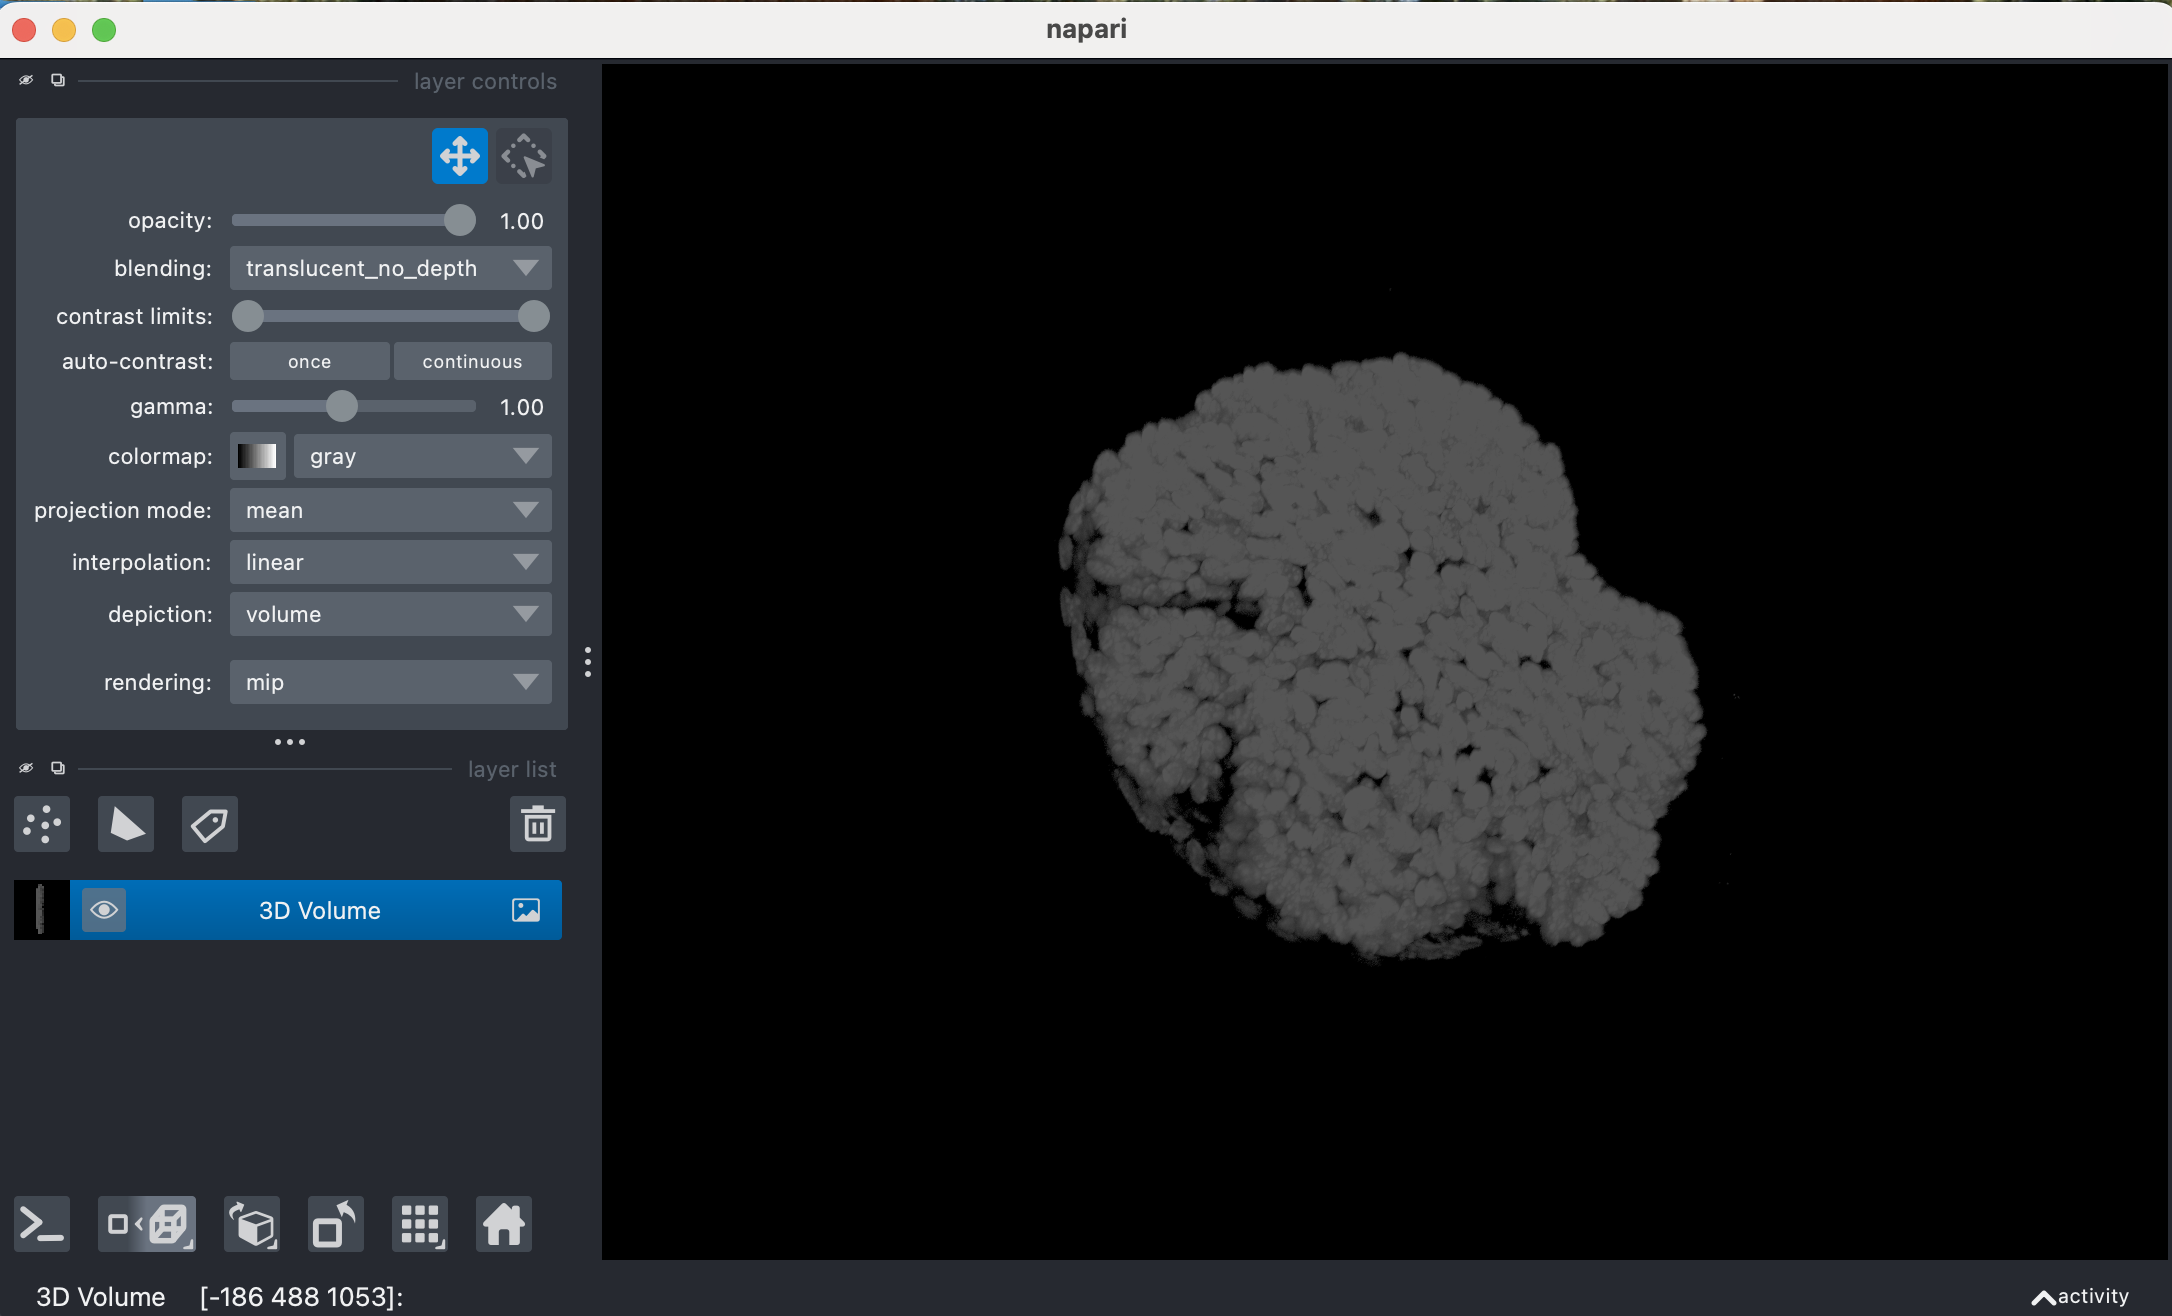 napari
layer controls
opacity: 1.00
blending: translucent_no_depth
contrast limits:
auto-contrast: once continuous
gamma: 1.00
colormap: gray
projection mode: mean
interpolation: linear
depiction: volume
rendering: mip
layer list
3D Volume
3D Volume [-186 488 1053]:
activity